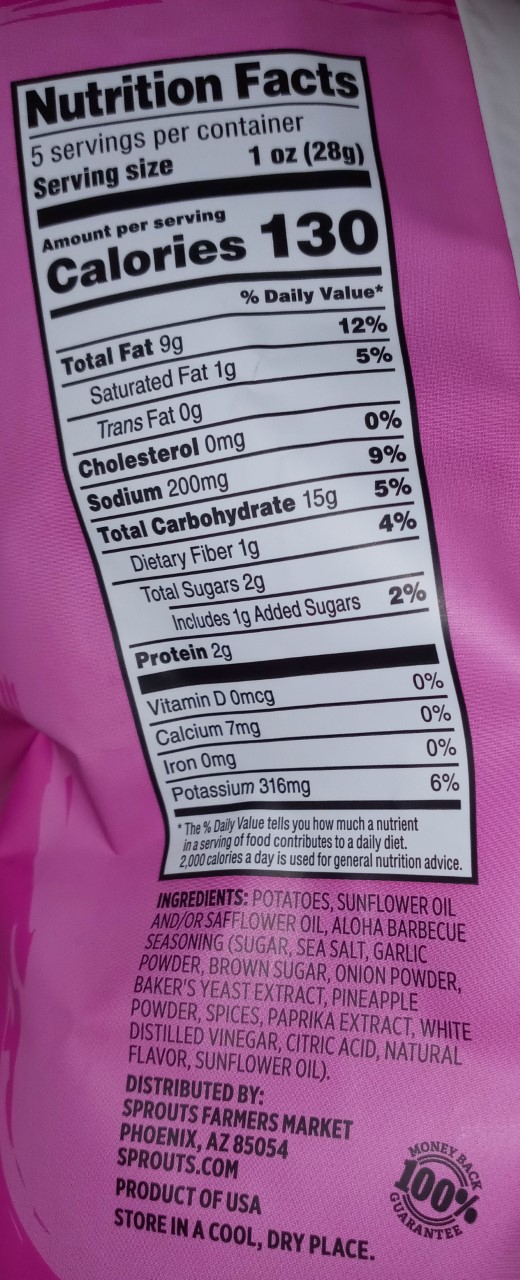 Nutrition Facts
5 servings per container
Serving size 1 oz (28g)
Amount per serving
Calories 130
% Daily Value*
Total Fat 9g 12%
Saturated Fat 1g 5%
Trans Fat 0g
Cholesterol 0mg 0%
Sodium 200mg 9%
Total Carbohydrate 15g 5%
Dietary Fiber 1g 4%
Total Sugars 2g
Includes 1g Added Sugars 2%
Protein 2g
Vitamin D 0mcg 0%
Calcium 7mg 0%
Iron 0mg 0%
Potassium 316mg 6%
* The % Daily Value tells you how much a nutrient
in a serving of food contributes to a daily diet.
2,000 calories a day is used for general nutrition advice.
INGREDIENTS: POTATOES, SUNFLOWER OIL
AND/OR SAFFLOWER OIL, ALOHA BARBECUE
SEASONING (SUGAR, SEA SALT, GARLIC
POWDER, BROWN SUGAR, ONION POWDER,
BAKER'S YEAST EXTRACT, PINEAPPLE
POWDER, SPICES, PAPRIKA EXTRACT, WHITE
DISTILLED VINEGAR, CITRIC ACID, NATURAL
FLAVOR, SUNFLOWER OIL).
DISTRIBUTED BY:
SPROUTS FARMERS MARKET
PHOENIX, AZ 85054
SPROUTS.COM
PRODUCT OF USA
STORE IN A COOL, DRY PLACE.
MONEY BACK
100%
GUARANTEE